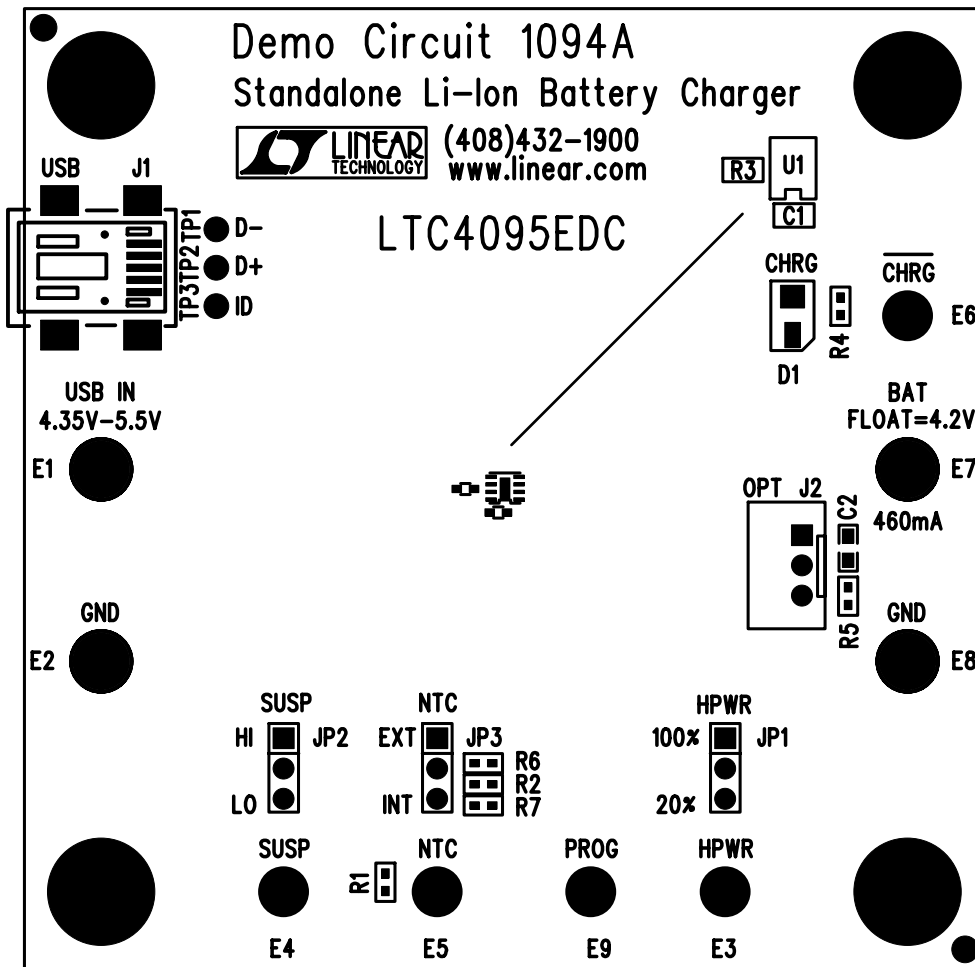 Demo Circuit 1094A
Standalone Li-Ion Battery Charger
LINEAR
TECHNOLOGY
(408)432-1900
www.linear.com
LTC4095EDC
USB J1
TP1 D-
TP2 D+
TP3 ID
R3 U1
C1
CHRG
D1
R4
CHRG
E6
USB IN
4.35V-5.5V
E1
BAT
FLOAT=4.2V
E7
460mA
OPT J2
C2
R5
GND
E2
GND
E8
SUSP
HI JP2
LO
NTC
EXT JP3
INT
R6
R2
R7
HPWR
100% JP1
20%
SUSP
E4
R1
NTC
E5
PROG
E9
HPWR
E3